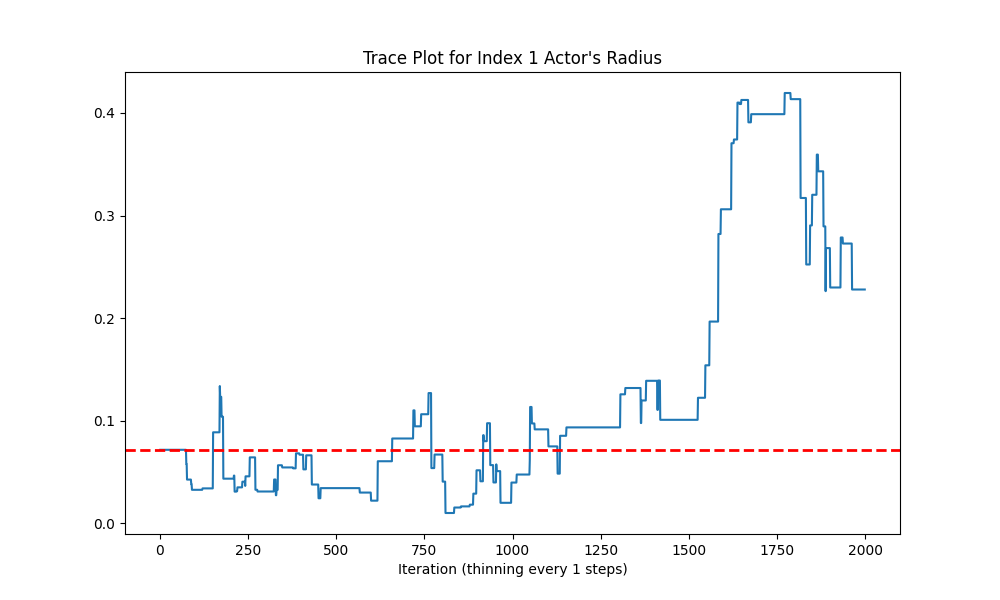 Trace Plot for Index 1 Actor's Radius
0.4
0.3
0.2
0.1
0.0
0 250 500 750 1000 1250 1500 1750 2000
Iteration (thinning every 1 steps)